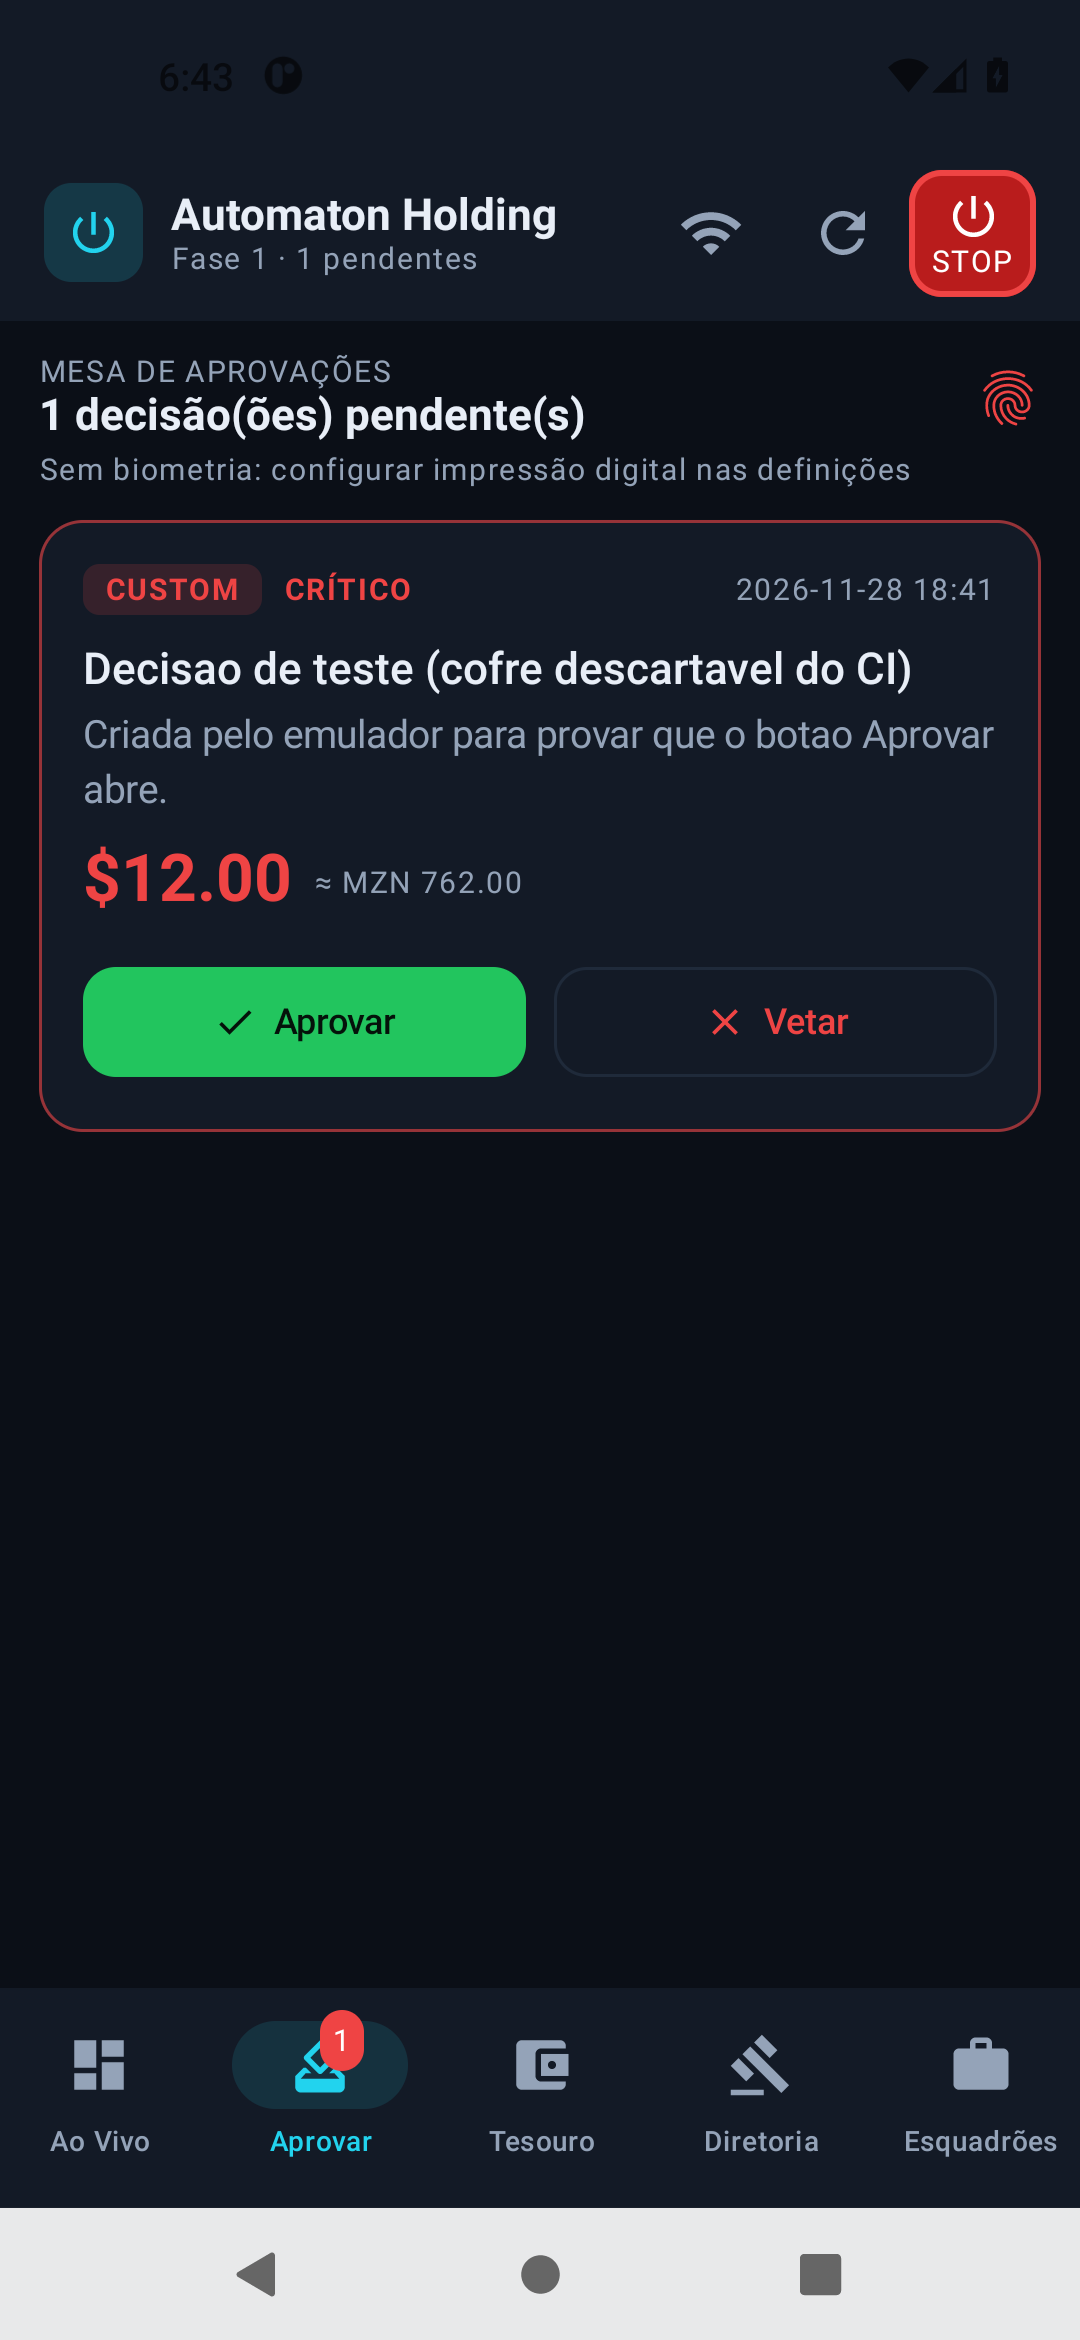 6:43
Automaton Holding
Fase 1 · 1 pendentes
STOP
MESA DE APROVAÇÕES
1 decisão(ões) pendente(s)
Sem biometria: configurar impressão digital nas definições
CUSTOM CRÍTICO 2026-11-28 18:41
Decisao de teste (cofre descartavel do CI)
Criada pelo emulador para provar que o botao Aprovar
abre.
$12.00 ≈ MZN 762.00
Aprovar Vetar
1
Ao Vivo Aprovar Tesouro Diretoria Esquadrões